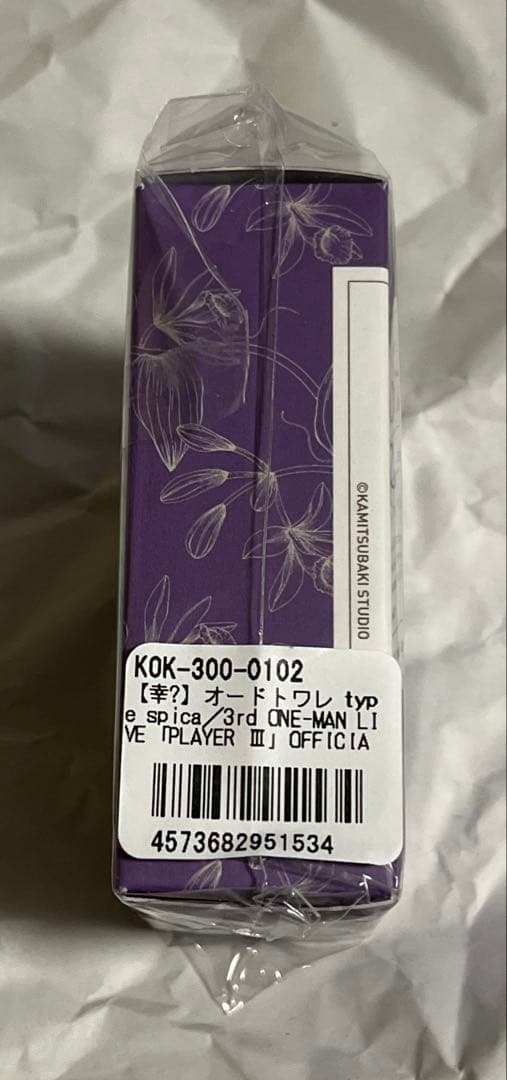 ©KAMITSUBAKI STUDIO
KOK-300-0102
【幸?】 オードトワレ typ
e spica/3rd ONE-MAN LI
VE 「PLAYER Ⅲ」 OFFICIA
4573682951534